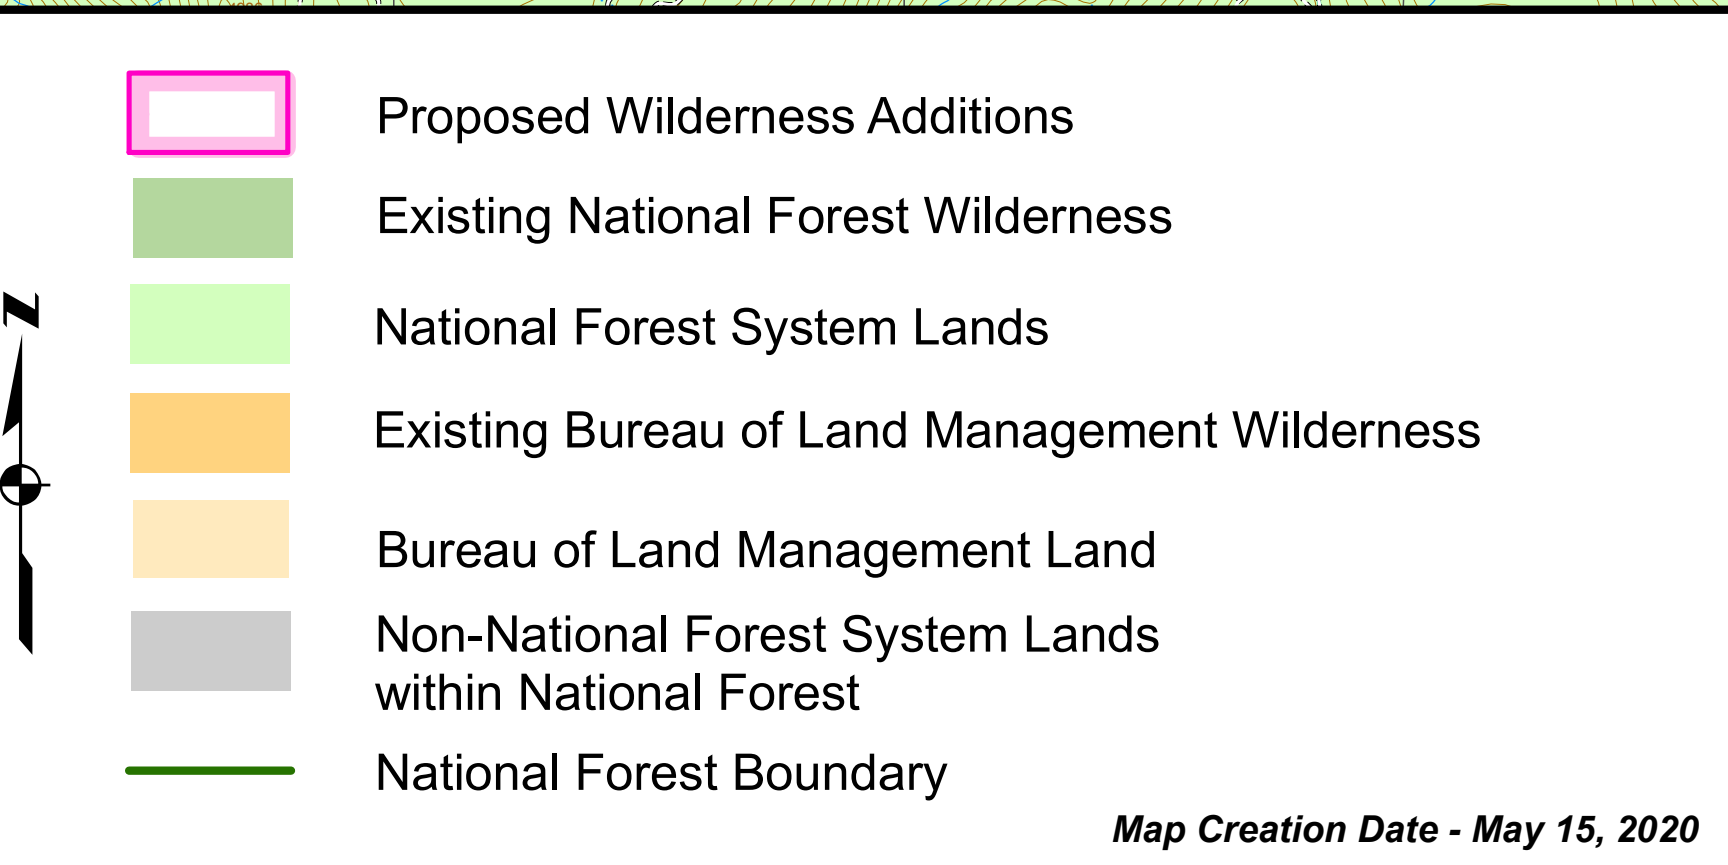 Proposed Wilderness Additions
Existing National Forest Wilderness
National Forest System Lands
Existing Bureau of Land Management Wilderness
Bureau of Land Management Land
Non-National Forest System Lands
within National Forest
National Forest Boundary
N
Map Creation Date - May 15, 2020